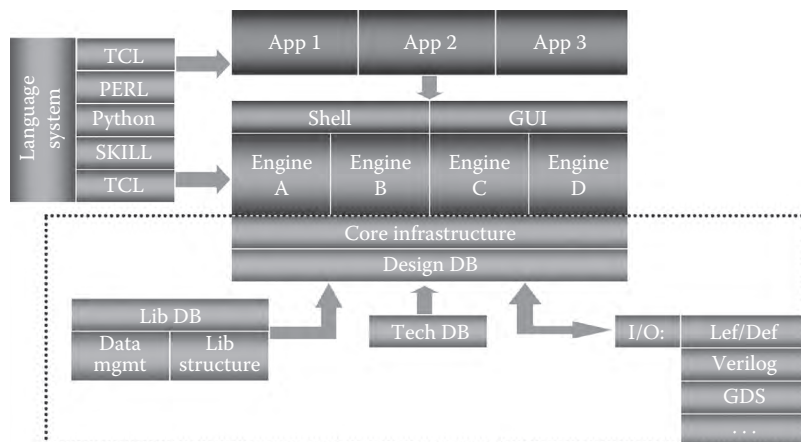 Language
system
TCL
PERL
Python
SKILL
TCL
App 1
App 2
App 3
Shell
GUI
Engine
A
Engine
B
Engine
C
Engine
D
Core infrastructure
Design DB
Lib DB
Data
mgmt
Lib
structure
Tech DB
I/O:
Lef/Def
Verilog
GDS
. . .